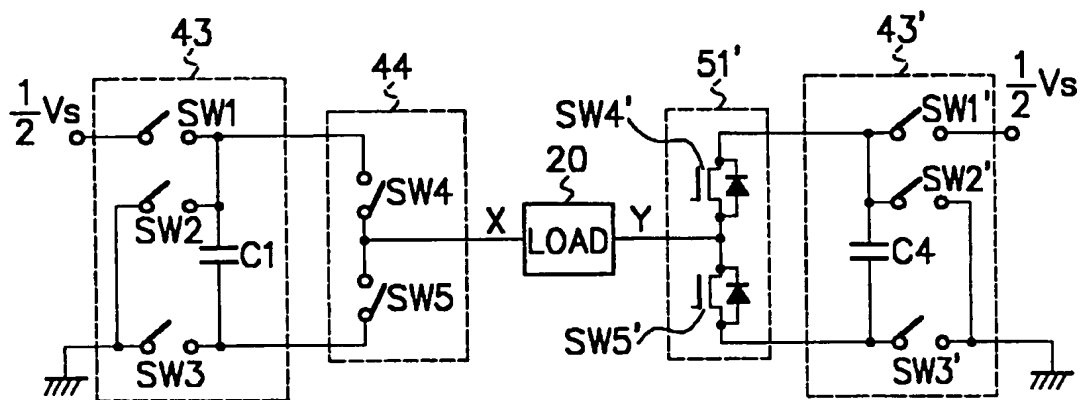 43
44
51'
43'
1/2 Vs
SW1
SW2
C1
SW3
SW4
SW5
X
20
LOAD
Y
SW4'
SW5'
SW1'
1/2 Vs
SW2'
C4
SW3'